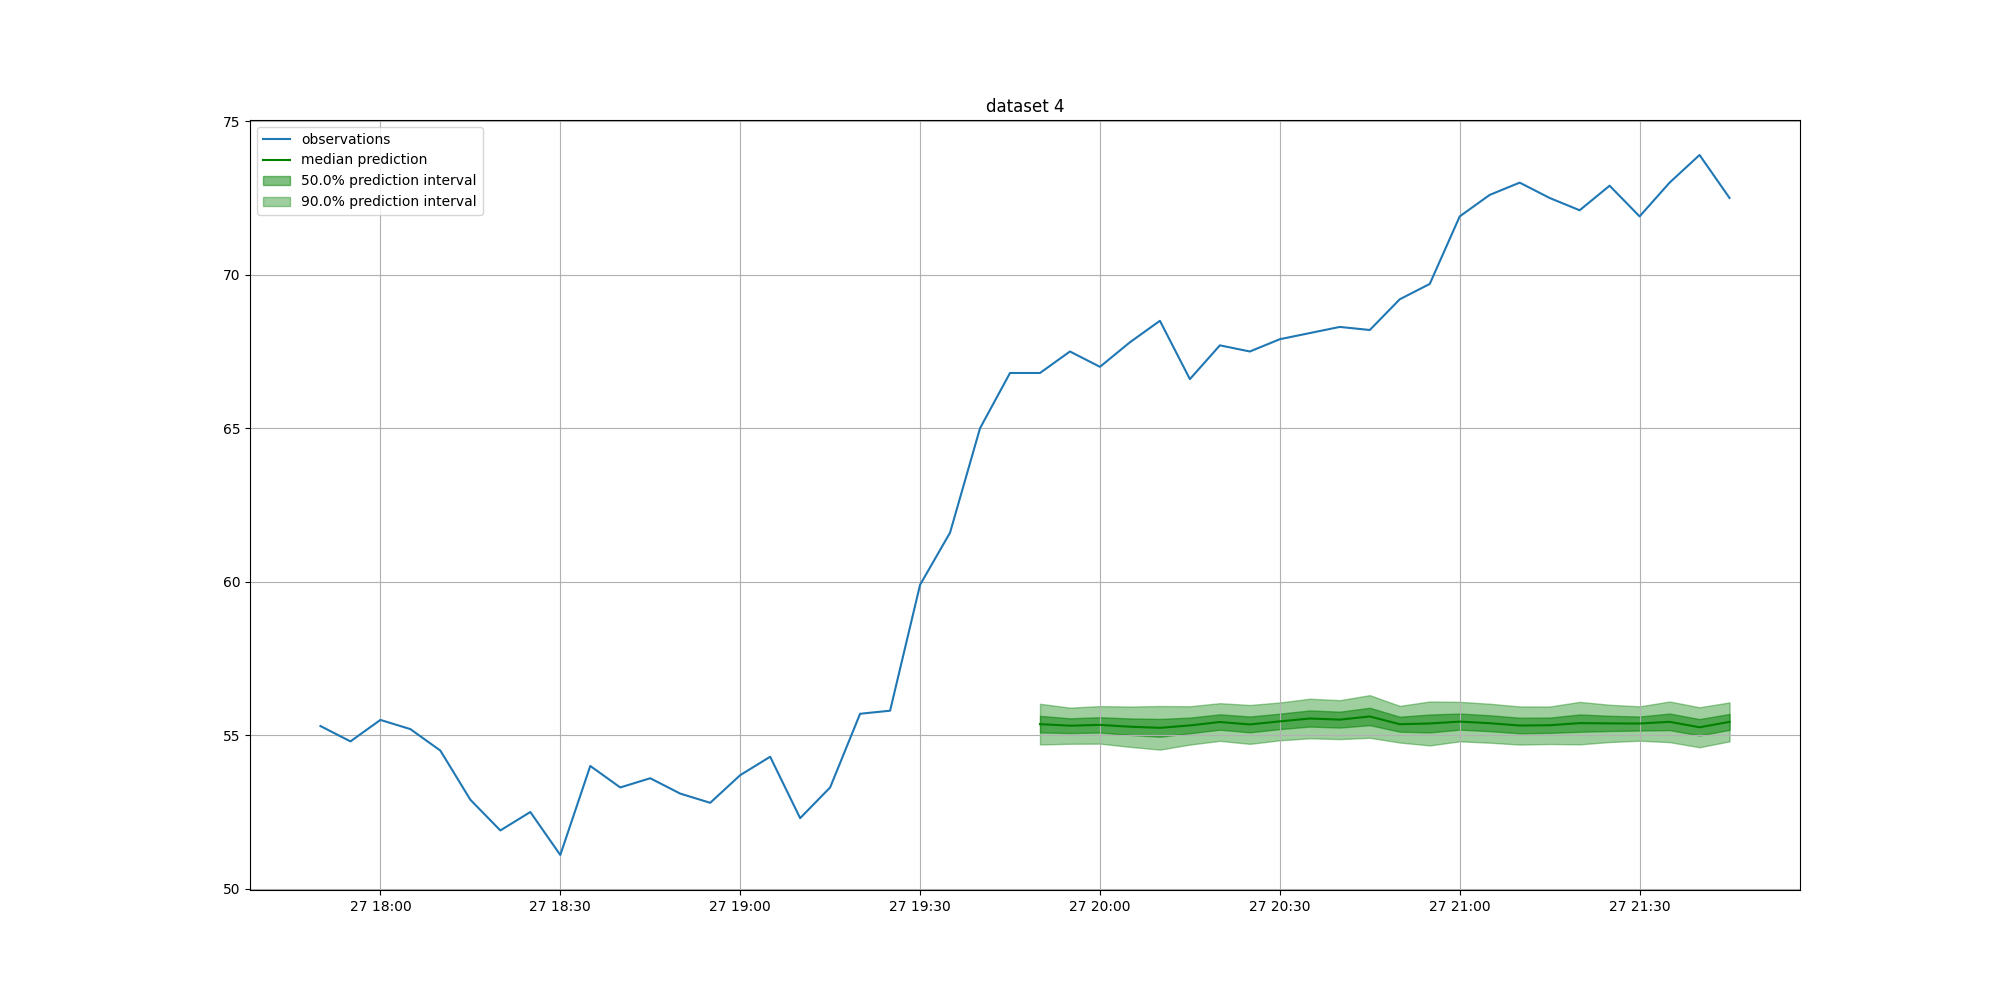 dataset 4
observations
median prediction
50.0% prediction interval
90.0% prediction interval
75
70
65
60
55
50
27 18:00
27 18:30
27 19:00
27 19:30
27 20:00
27 20:30
27 21:00
27 21:30